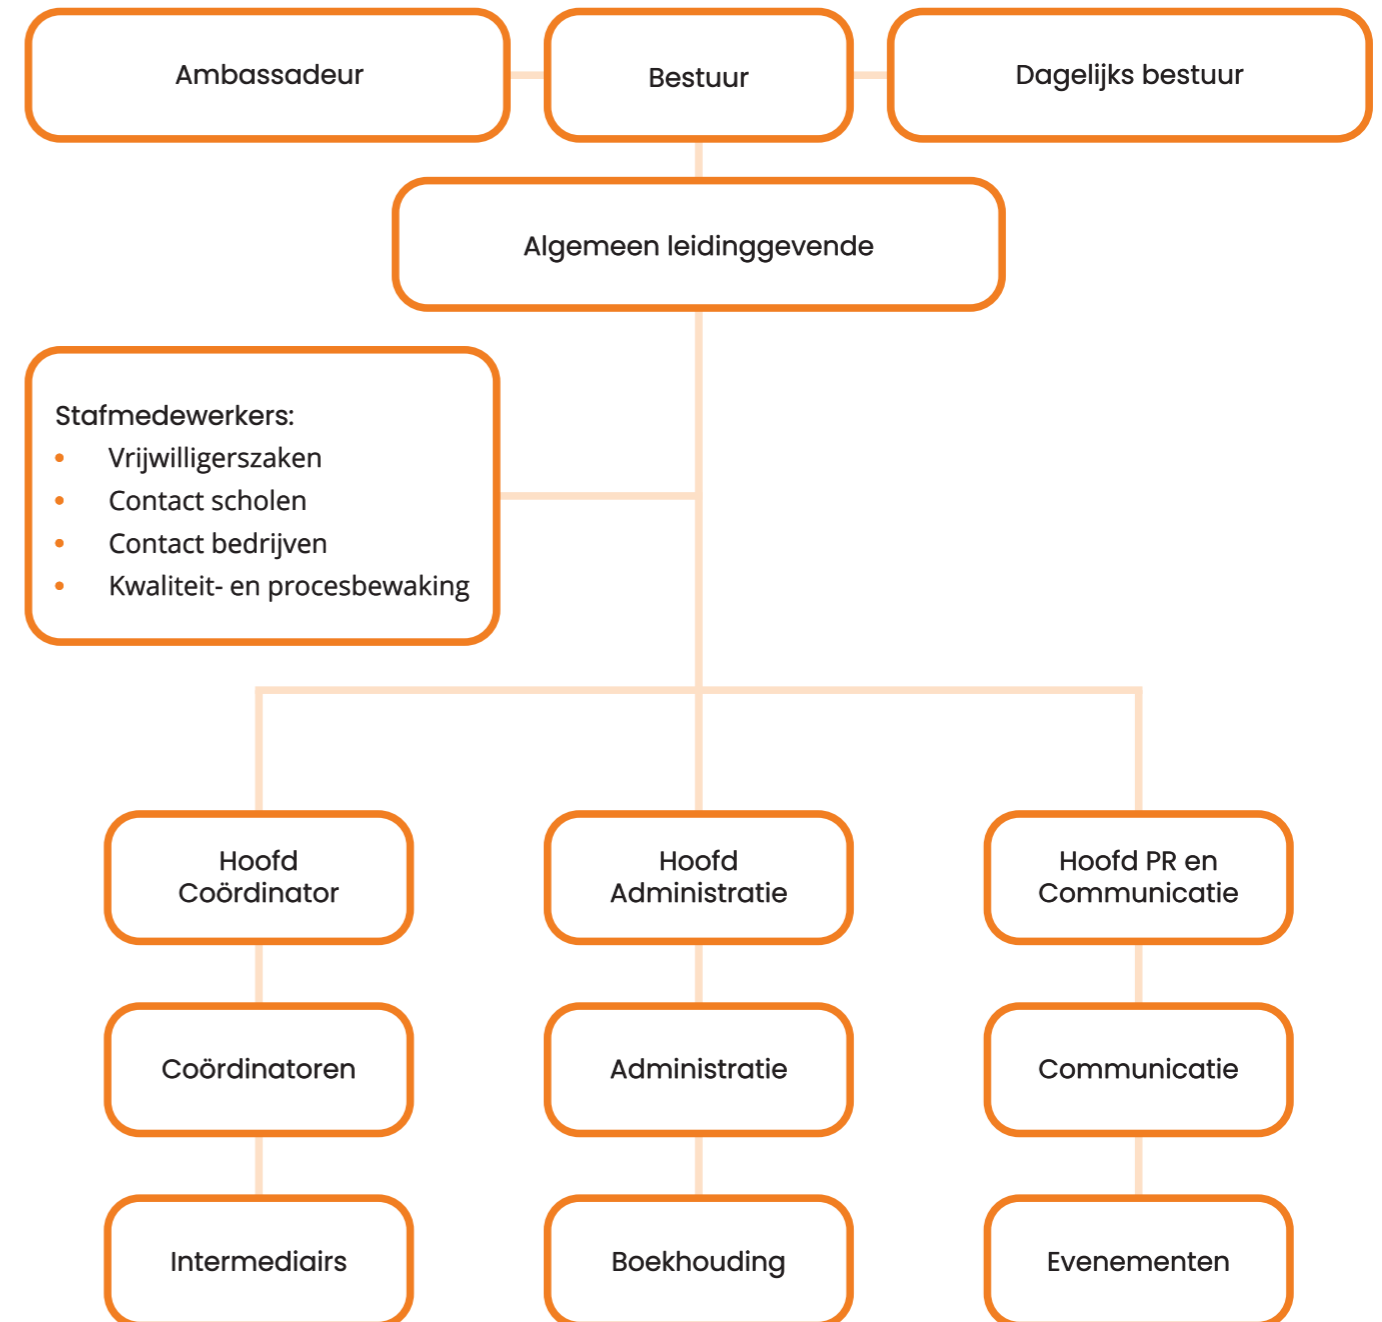 Ambassadeur
Bestuur
Dagelijks bestuur
Algemeen leidinggevende
Stafmedewerkers:
• Vrijwilligerszaken
• Contact scholen
• Contact bedrijven
• Kwaliteit- en procesbewaking
Hoofd
Coördinator
Hoofd
Administratie
Hoofd PR en
Communicatie
Coördinatoren
Administratie
Communicatie
Intermediairs
Boekhouding
Evenementen